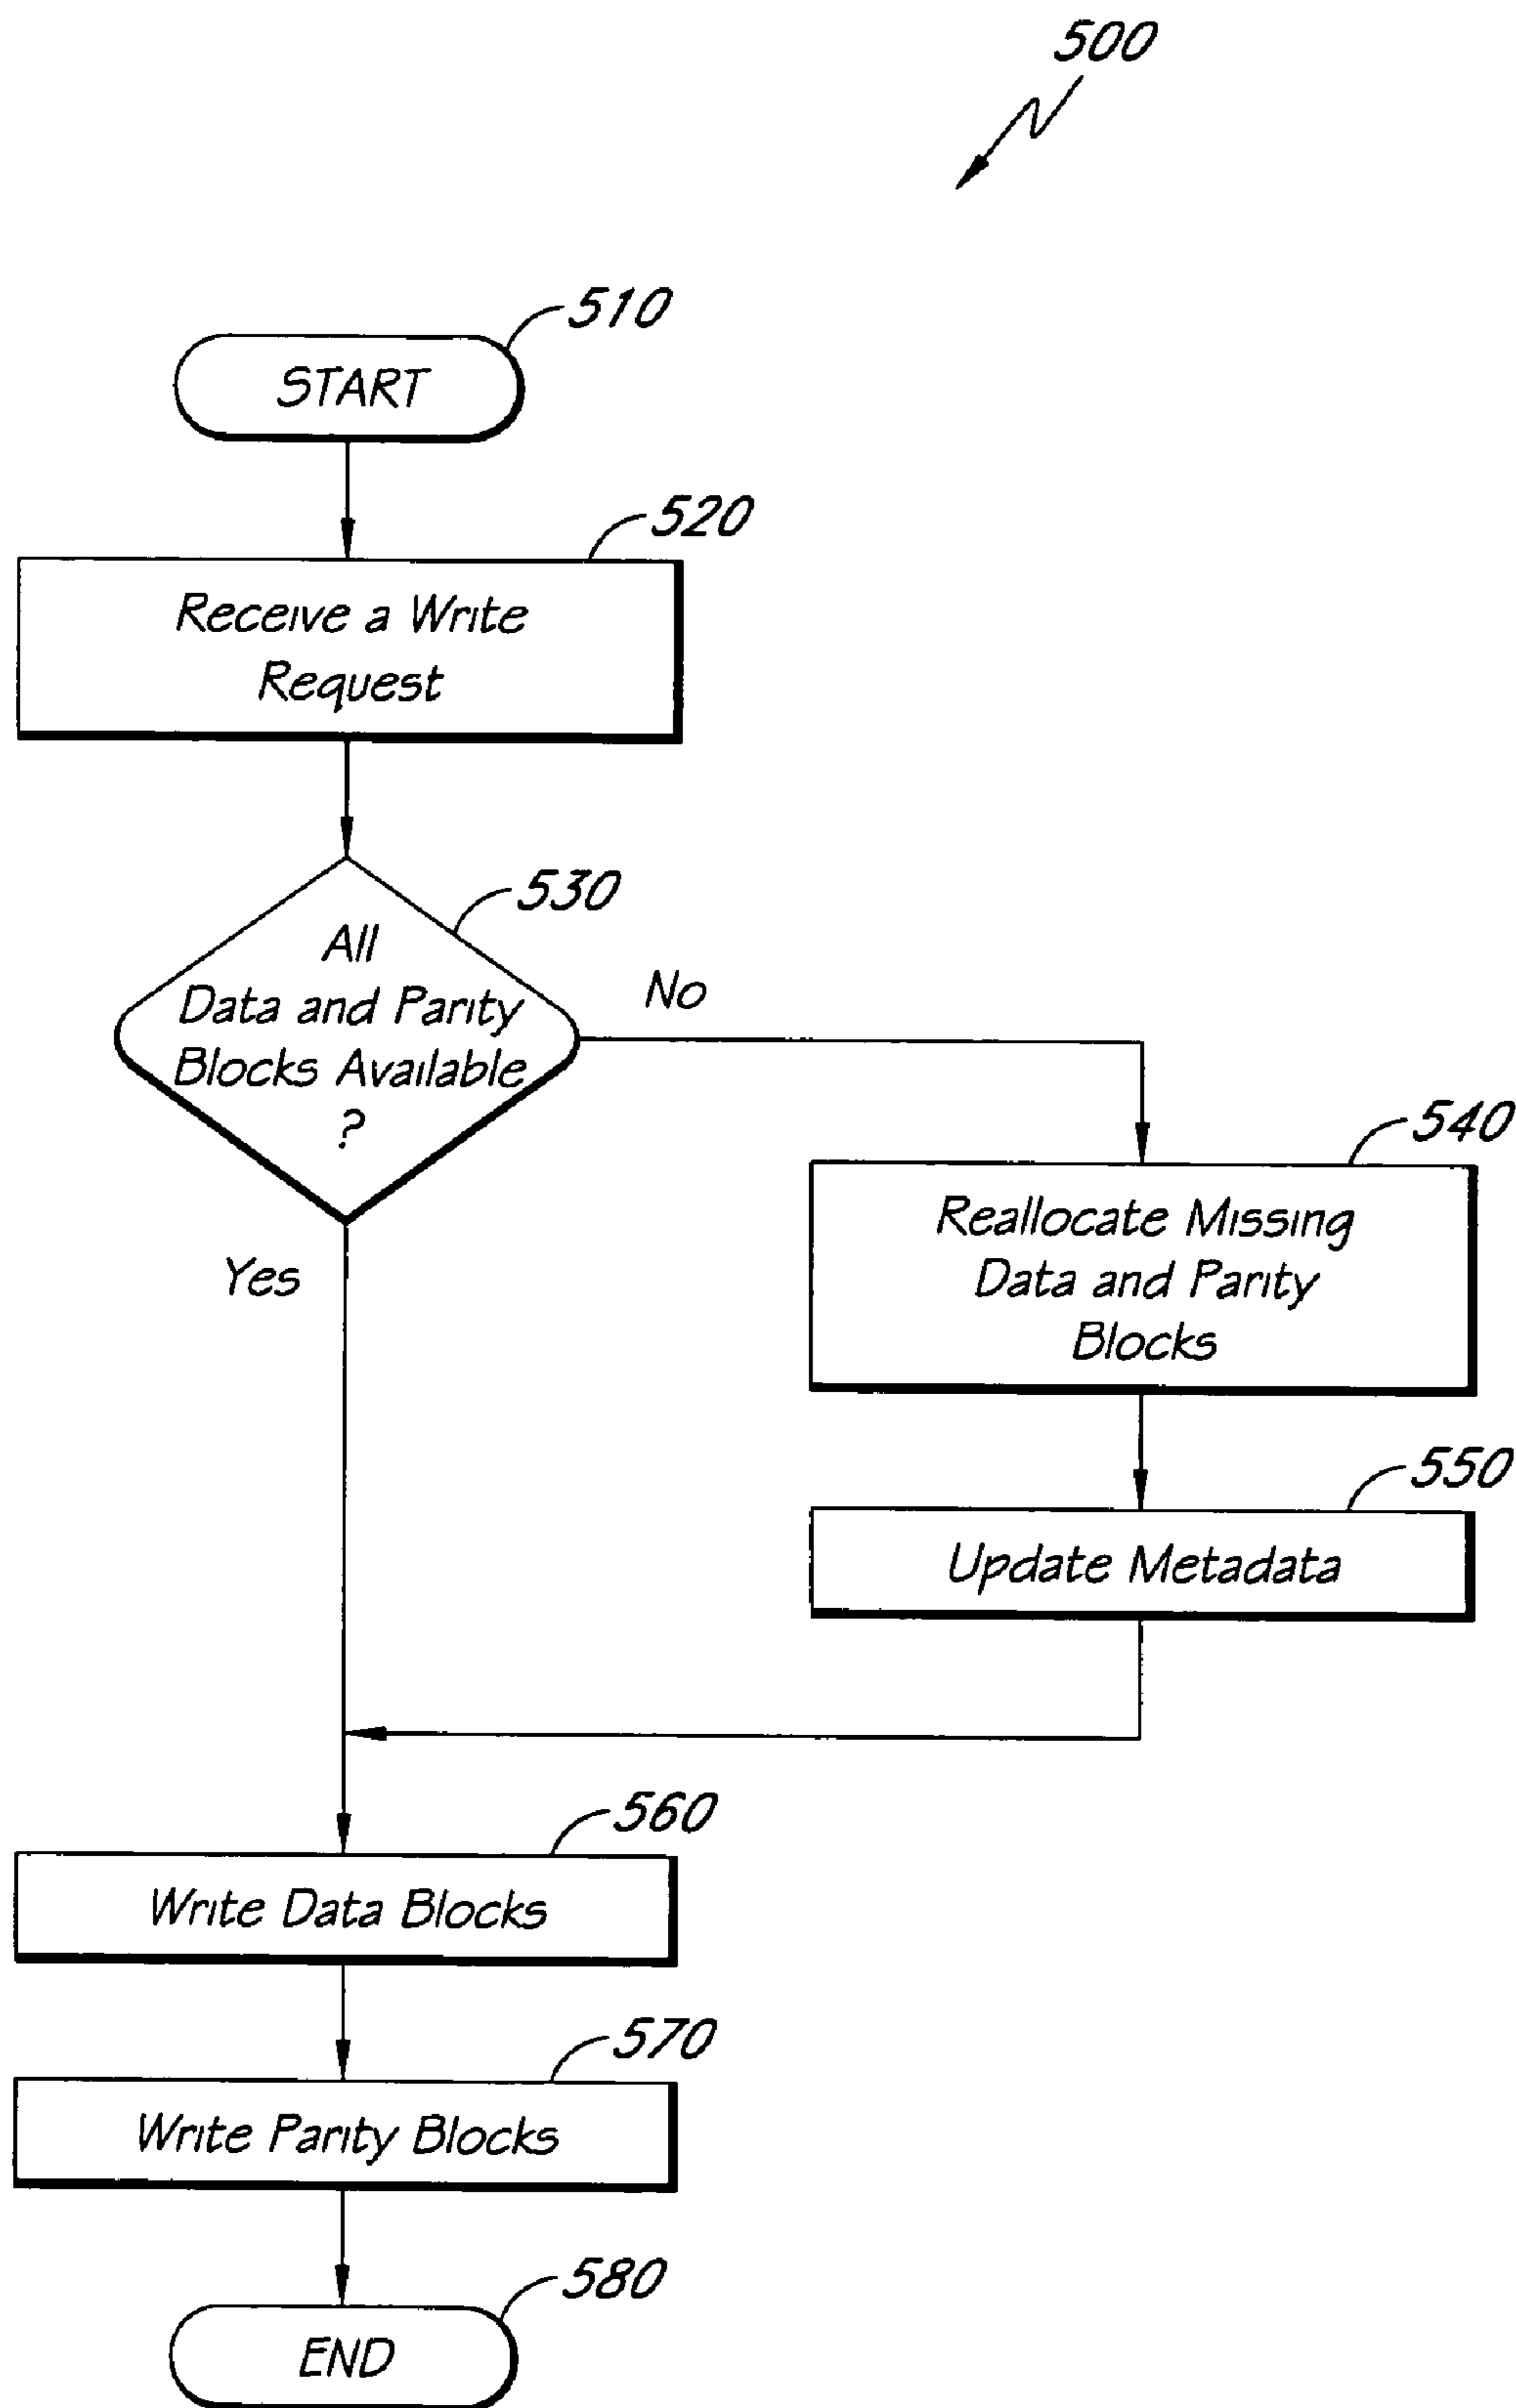 500
510
START
520
Receive a Write
Request
530
All
Data and Parity
Blocks Available
?
No
Yes
540
Reallocate Missing
Data and Parity
Blocks
550
Update Metadata
560
Write Data Blocks
570
Write Parity Blocks
580
END